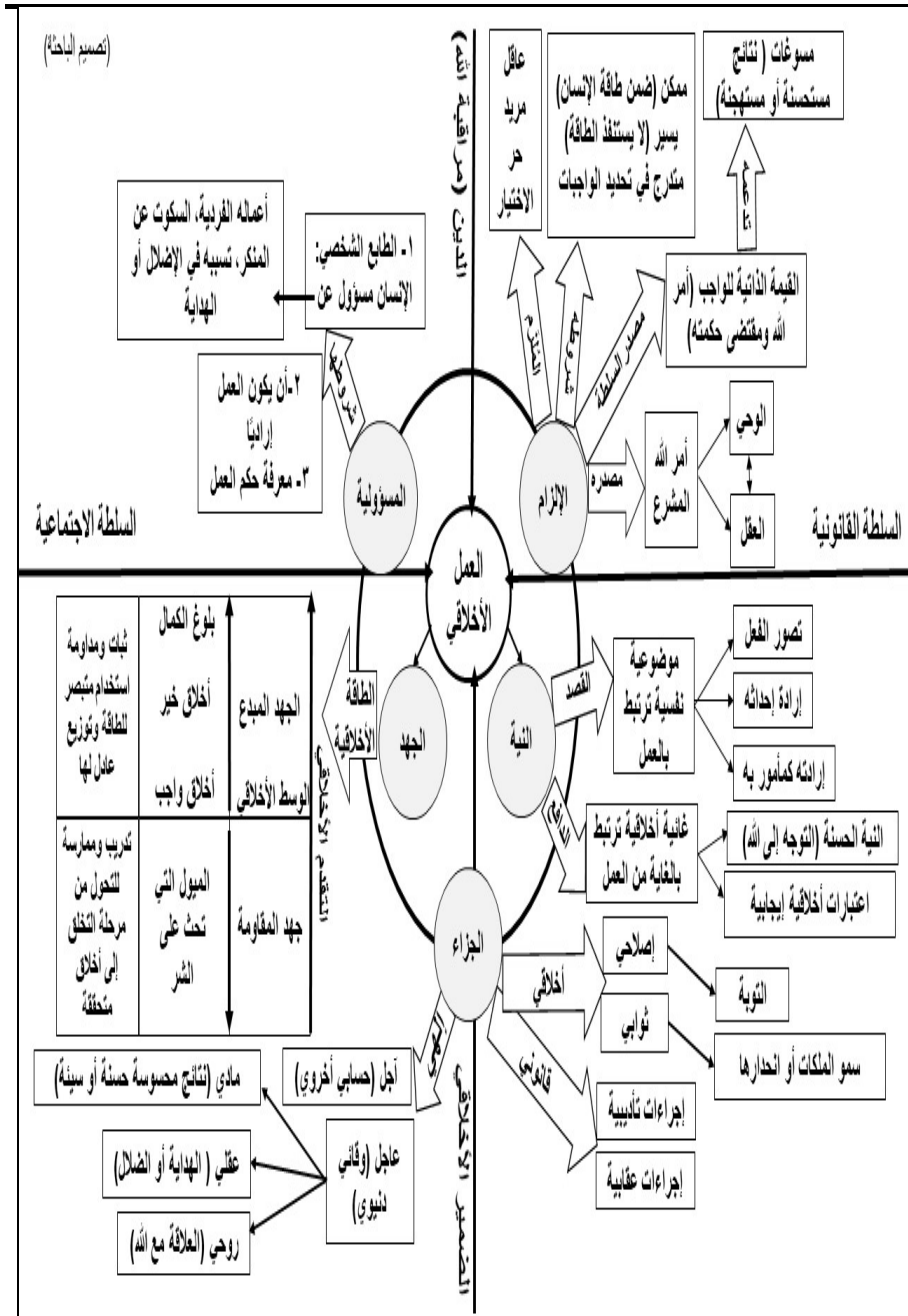 (تصميم الباحثة)
الدين (مراقبة الله)
السلطة القانونية
السلطة الاجتماعية
الضمير الأخلاقي
العمل
الأخلاقي
الإلزام
الملزم
عاقل
مريد
حر
الاختيار
شروطه
ممكن (ضمن طاقة الإنسان)
يسير (لا يستنفذ الطاقة)
متدرج في تحديد الواجبات
مصدر السلطة
القيمة الذاتية للواجب (أمر
الله ومقتضى حكمته)
تدعمه
مسوغات (نتائج
مستحسنة أو مستهجنة)
مصدره
أمر الله
المشرع
الوحي
العقل
المسؤولية
شروطها
١- الطابع الشخصي:
الإنسان مسؤول عن
أعماله الفردية، السكوت عن
المنكر، تسببه في الإضلال أو
الهداية
٢-أن يكون العمل
إراديًا
٣- معرفة حكم العمل
النية
القصد
موضوعية
نفسية ترتبط
بالعمل
تصور الفعل
إرادة إحداثه
إرادته كمأمور به
الدافع
غائية أخلاقية ترتبط
بالغاية من العمل
النية الحسنة (التوجه إلى الله)
اعتبارات أخلاقية إيجابية
الجهد
الطاقة
الأخلاقية
التقدم الأخلاقي
الجهد المبدع
الوسط الأخلاقي
جهد المقاومة
بلوغ الكمال
أخلاق خير
أخلاق واجب
الميول التي
تحث على
الشر
ثبات ومداومة
استخدام متبصر
للطاقة وتوزيع
عادل لها
تدريب وممارسة
للتحول من
مرحلة التخلق
إلى أخلاق
متحققة
الجزاء
أخلاقي
إصلاحي
التوبة
ثوابي
سمو الملكات أو انحدارها
قانوني
إجراءات تأديبية
إجراءات عقابية
آجل (حسابي أخروي)
عاجل (وقائي
دنيوي)
مادي (نتائج محسوسة حسنة أو سيئة)
عقلي ( الهداية أو الضلال)
روحي (العلاقة مع الله)